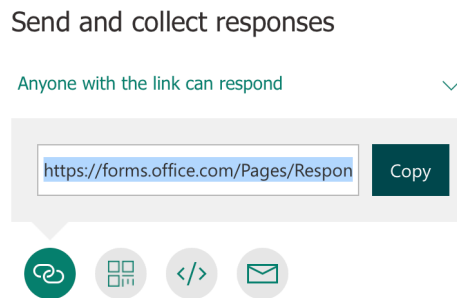 Send and collect responses
Anyone with the link can respond
https://forms.office.com/Pages/Respon
Copy